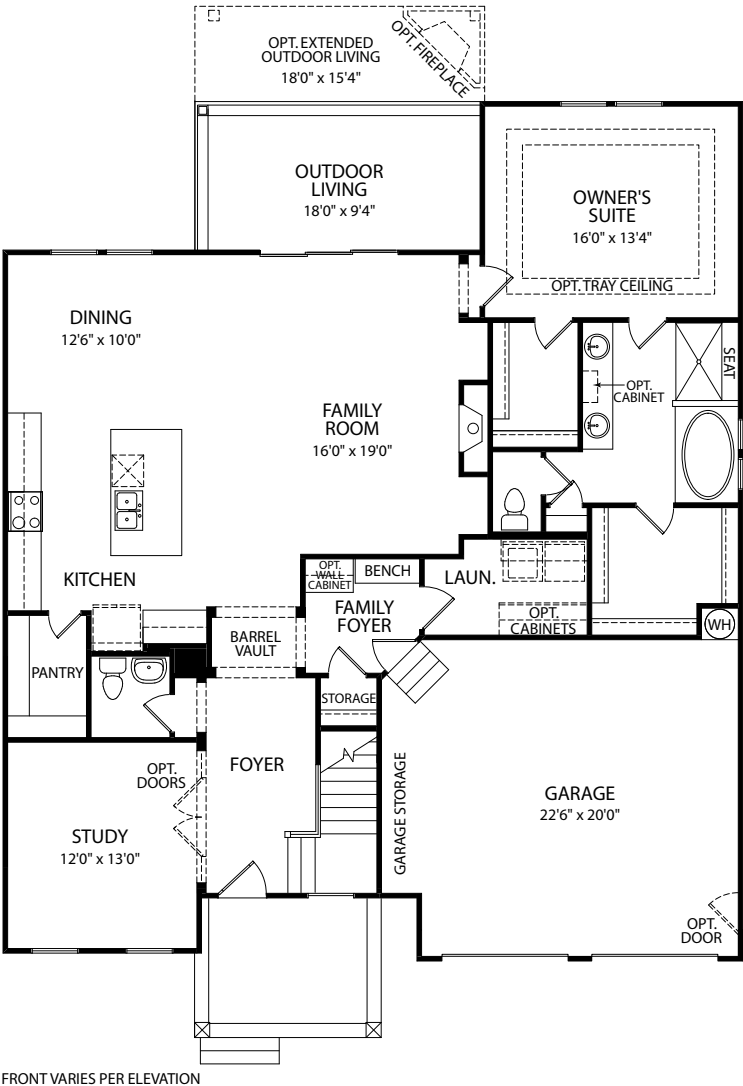 OPT. EXTENDED
OUTDOOR LIVING
18'0" x 15'4"
OPT. FIREPLACE
OUTDOOR
LIVING
18'0" x 9'4"
OWNER'S
SUITE
16'0" x 13'4"
OPT. TRAY CEILING
DINING
12'6" x 10'0"
SEAT
OPT.
CABINET
FAMILY
ROOM
16'0" x 19'0"
KITCHEN
OPT.
WALL
CABINET
BENCH
LAUN.
FAMILY
FOYER
OPT.
CABINETS
WH
BARREL
VAULT
PANTRY
STORAGE
OPT.
DOORS
FOYER
GARAGE STORAGE
GARAGE
22'6" x 20'0"
STUDY
12'0" x 13'0"
OPT.
DOOR
FRONT VARIES PER ELEVATION